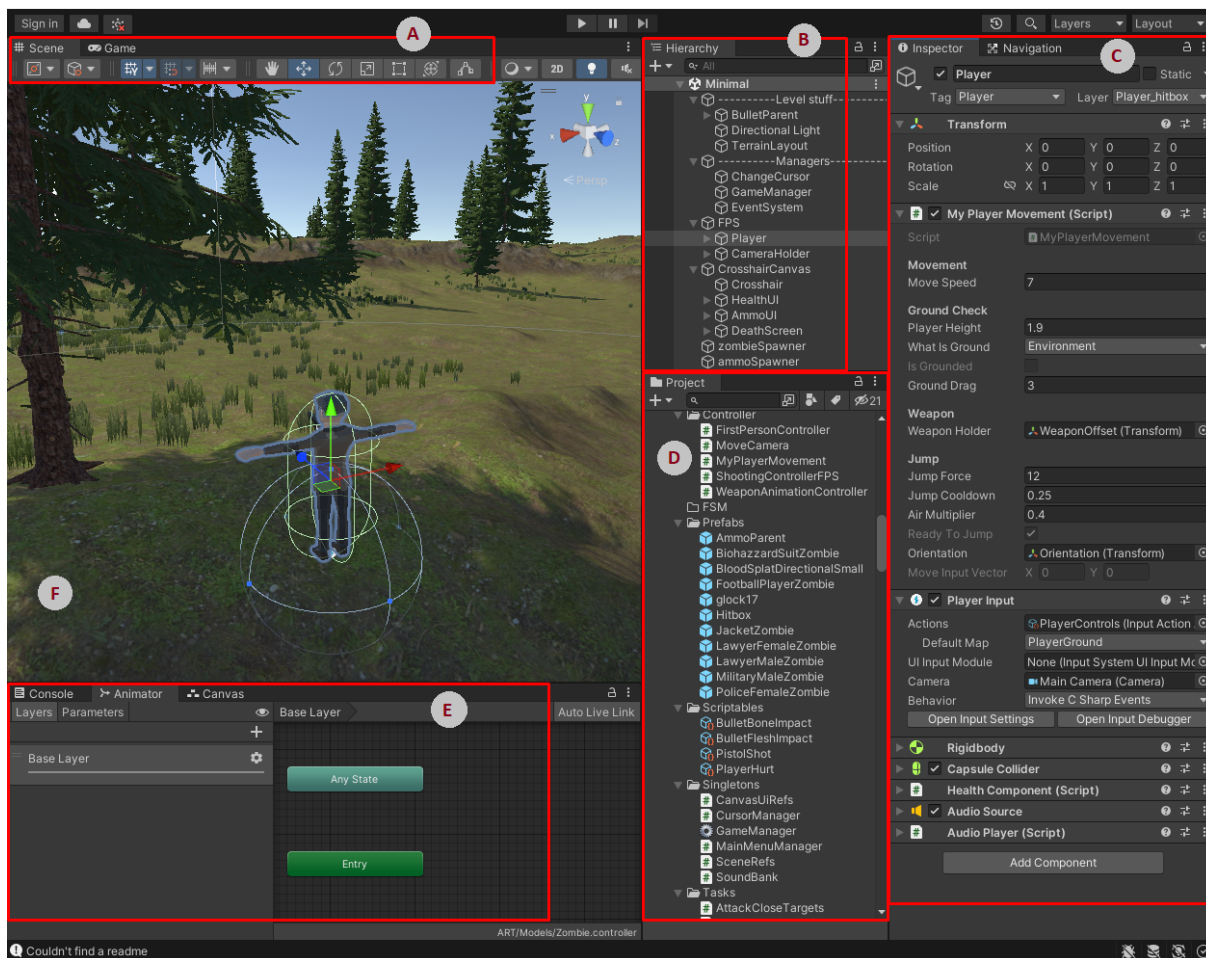 Sign in
Layers
Layout
Scene
Game
A
2D
Persp
y
x
z
F
Hierarchy
B
All
Minimal
----------Level stuff------
BulletParent
Directional Light
TerrainLayout
----------Managers------------
ChangeCursor
GameManager
EventSystem
FPS
Player
CameraHolder
CrosshairCanvas
Crosshair
HealthUI
AmmoUI
DeathScreen
zombieSpawner
ammoSpawner
Project
21
D
Controller
FirstPersonController
MoveCamera
MyPlayerMovement
ShootingControllerFPS
WeaponAnimationController
FSM
Prefabs
AmmoParent
BiohazzardSuitZombie
BloodSplatDirectionalSmall
FootballPlayerZombie
glock17
Hitbox
JacketZombie
LawyerFemaleZombie
LawyerMaleZombie
MilitaryMaleZombie
PoliceFemaleZombie
Scriptables
BulletBoneImpact
BulletFleshImpact
PistolShot
PlayerHurt
Singletons
CanvasUiRefs
CursorManager
GameManager
MainMenuManager
SceneRefs
SoundBank
Tasks
AttackCloseTargets
Inspector
Navigation
C
Player
Static
Tag Player
Layer Player_hitbox
Transform
Position X 0 Y 0 Z 0
Rotation X 0 Y 0 Z 0
Scale X 1 Y 1 Z 1
My Player Movement (Script)
Script MyPlayerMovement
Movement
Move Speed 7
Ground Check
Player Height 1.9
What Is Ground Environment
Is Grounded
Ground Drag 3
Weapon
Weapon Holder WeaponOffset (Transform)
Jump
Jump Force 12
Jump Cooldown 0.25
Air Multiplier 0.4
Ready To Jump
Orientation Orientation (Transform)
Move Input Vector X 0 Y 0
Player Input
Actions PlayerControls (Input Action
Default Map PlayerGround
UI Input Module None (Input System UI Input Mo
Camera Main Camera (Camera)
Behavior Invoke C Sharp Events
Open Input Settings Open Input Debugger
Rigidbody
Capsule Collider
Health Component (Script)
Audio Source
Audio Player (Script)
Add Component
Console
Animator
Canvas
Layers
Parameters
Base Layer
E
Auto Live Link
Base Layer
Any State
Entry
ART/Models/Zombie.controller
Couldn't find a readme